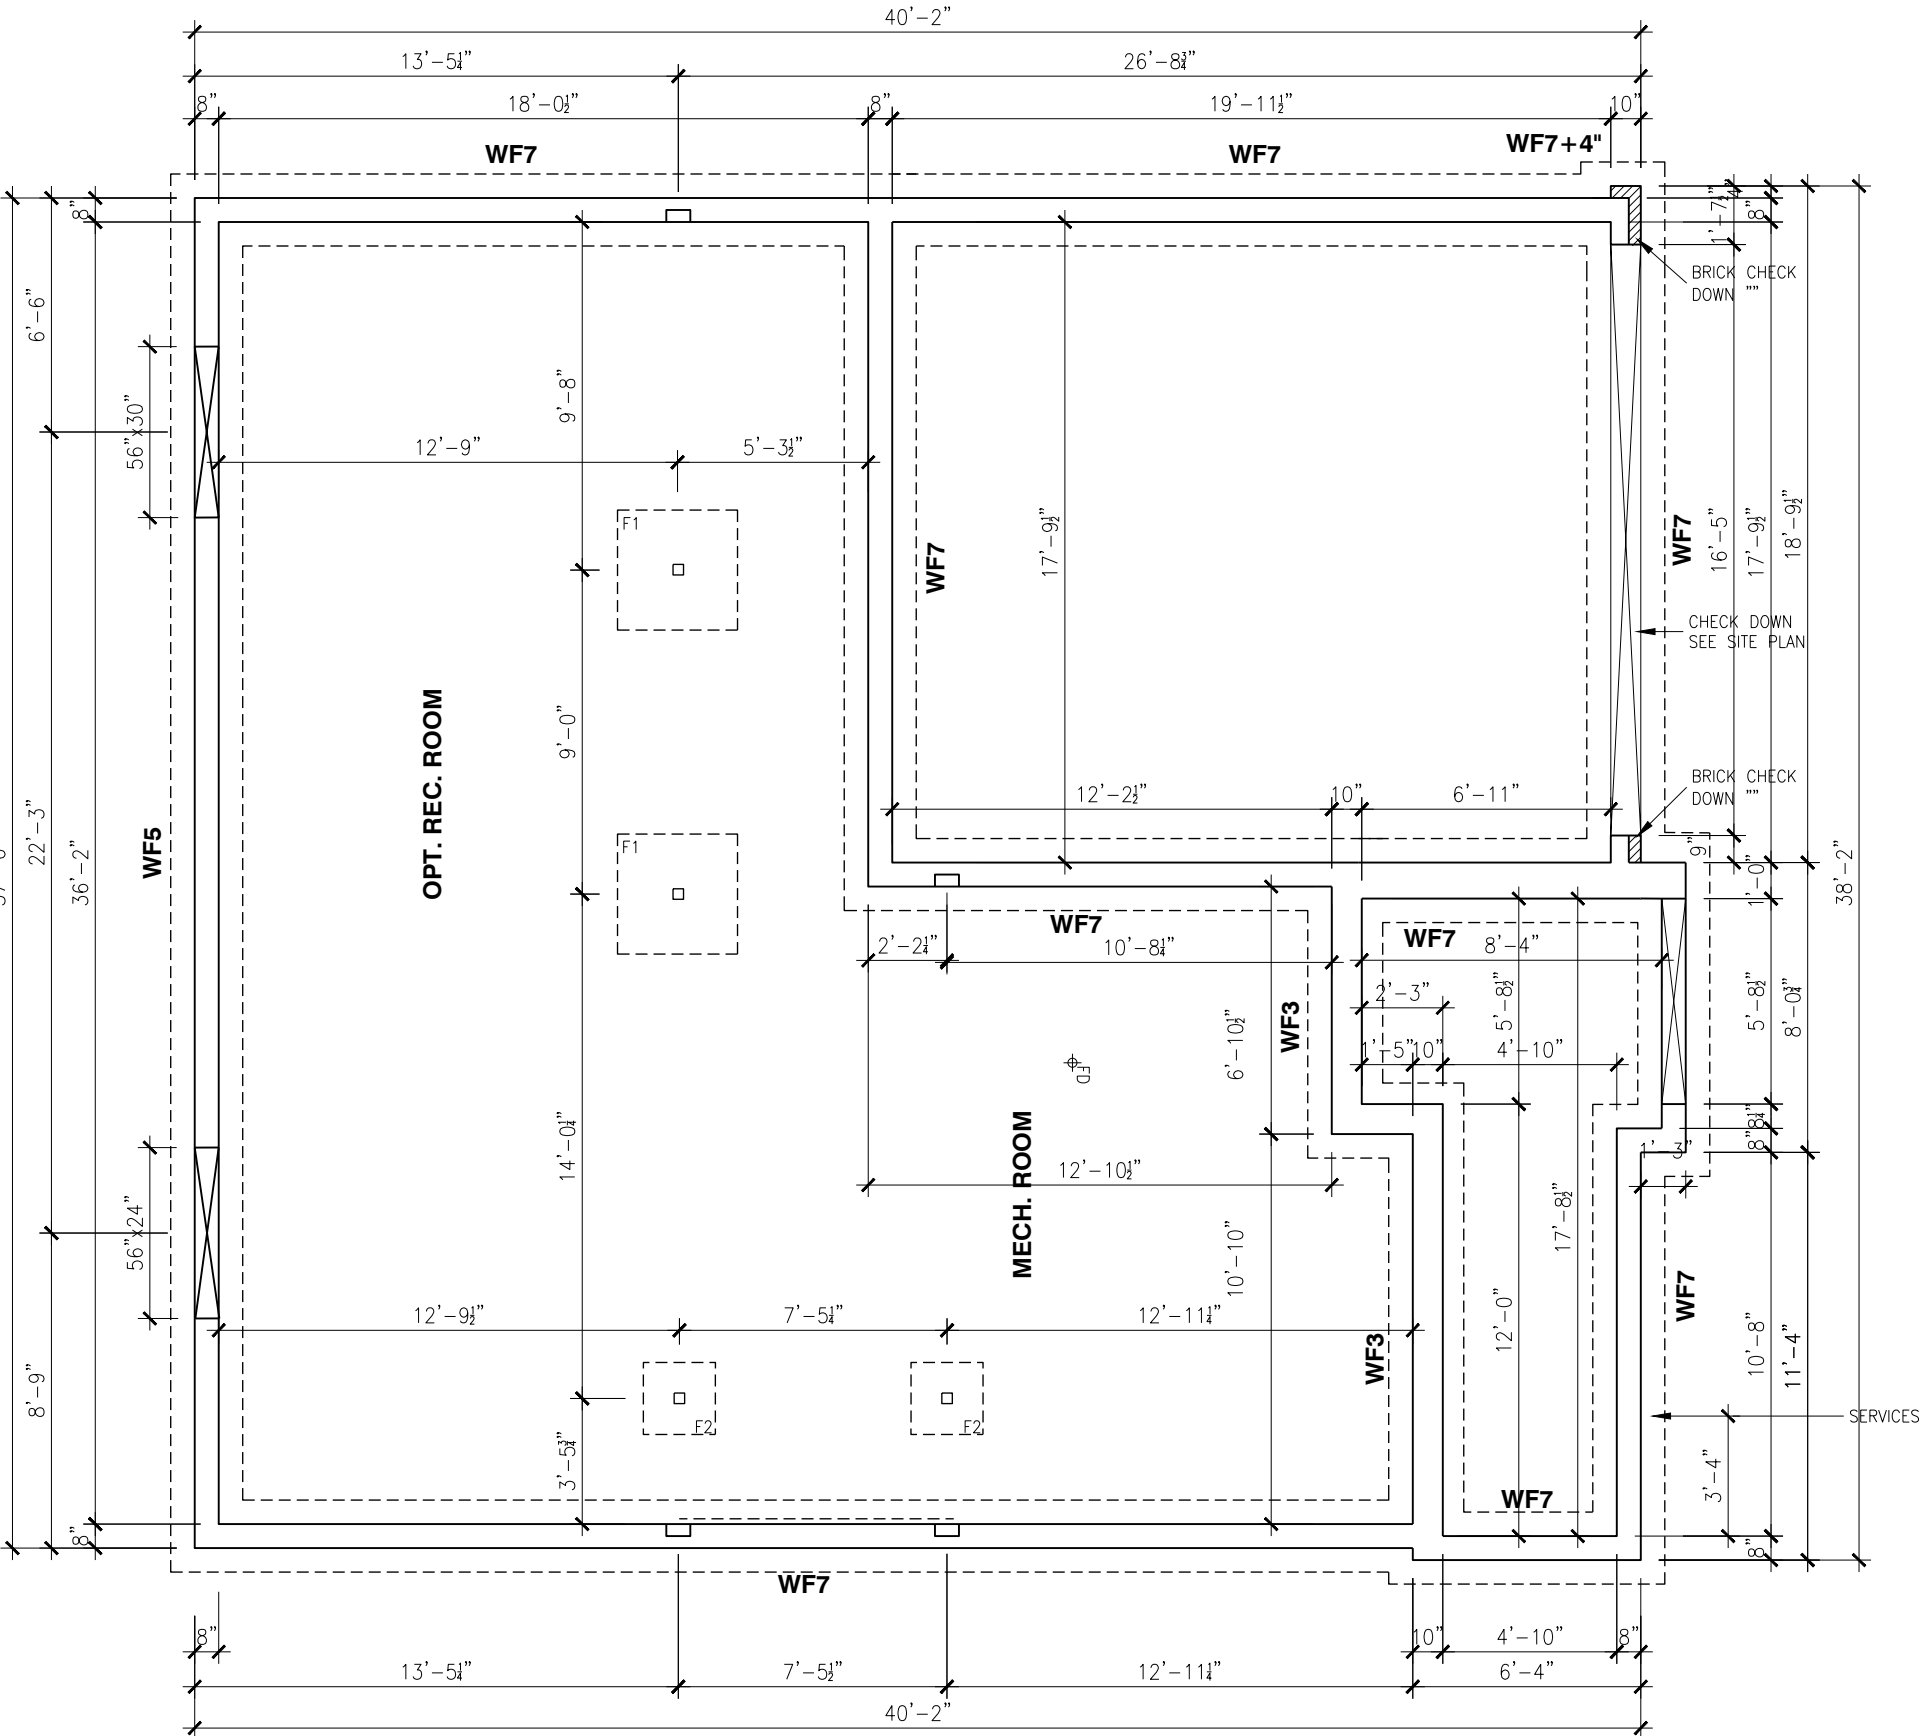 40'-2"
13'-5¼"
26'-8¾"
8"
18'-0½"
8"
19'-11½"
10"
WF7
WF7
WF7+4"
8"
1'-7½"
4"
8"
BRICK CHECK
DOWN ""
6'-6"
56"x30"
9'-8"
12'-9"
5'-3½"
F1
WF7
17'-9½"
WF7
16'-5"
17'-9½"
18'-9½"
CHECK DOWN
SEE SITE PLAN
OPT. REC. ROOM
9'-0"
BRICK CHECK
DOWN ""
12'-2½"
10"
6'-11"
22'-3"
36'-2"
WF5
F1
9"
1'-0"
38'-2"
WF7
WF7
2'-2¼"
10'-8¼"
8'-4"
2'-3"
5'-8½"
5'-8½"
8'-0¾"
WF3
6'-10½"
1'-5"
10"
4'-10"
FD
14'-0¼"
MECH. ROOM
8¼"
8"
1'-3"
12'-10½"
56"x24"
17'-8½"
10'-10"
12'-0"
WF7
12'-9½"
7'-5¼"
12'-11¼"
WF3
10'-8"
11'-4"
8'-9"
F2
F2
SERVICES
3'-5¾"
3'-4"
WF7
8"
8"
WF7
8"
10"
4'-10"
8"
13'-5¼"
7'-5½"
12'-11¼"
6'-4"
40'-2"